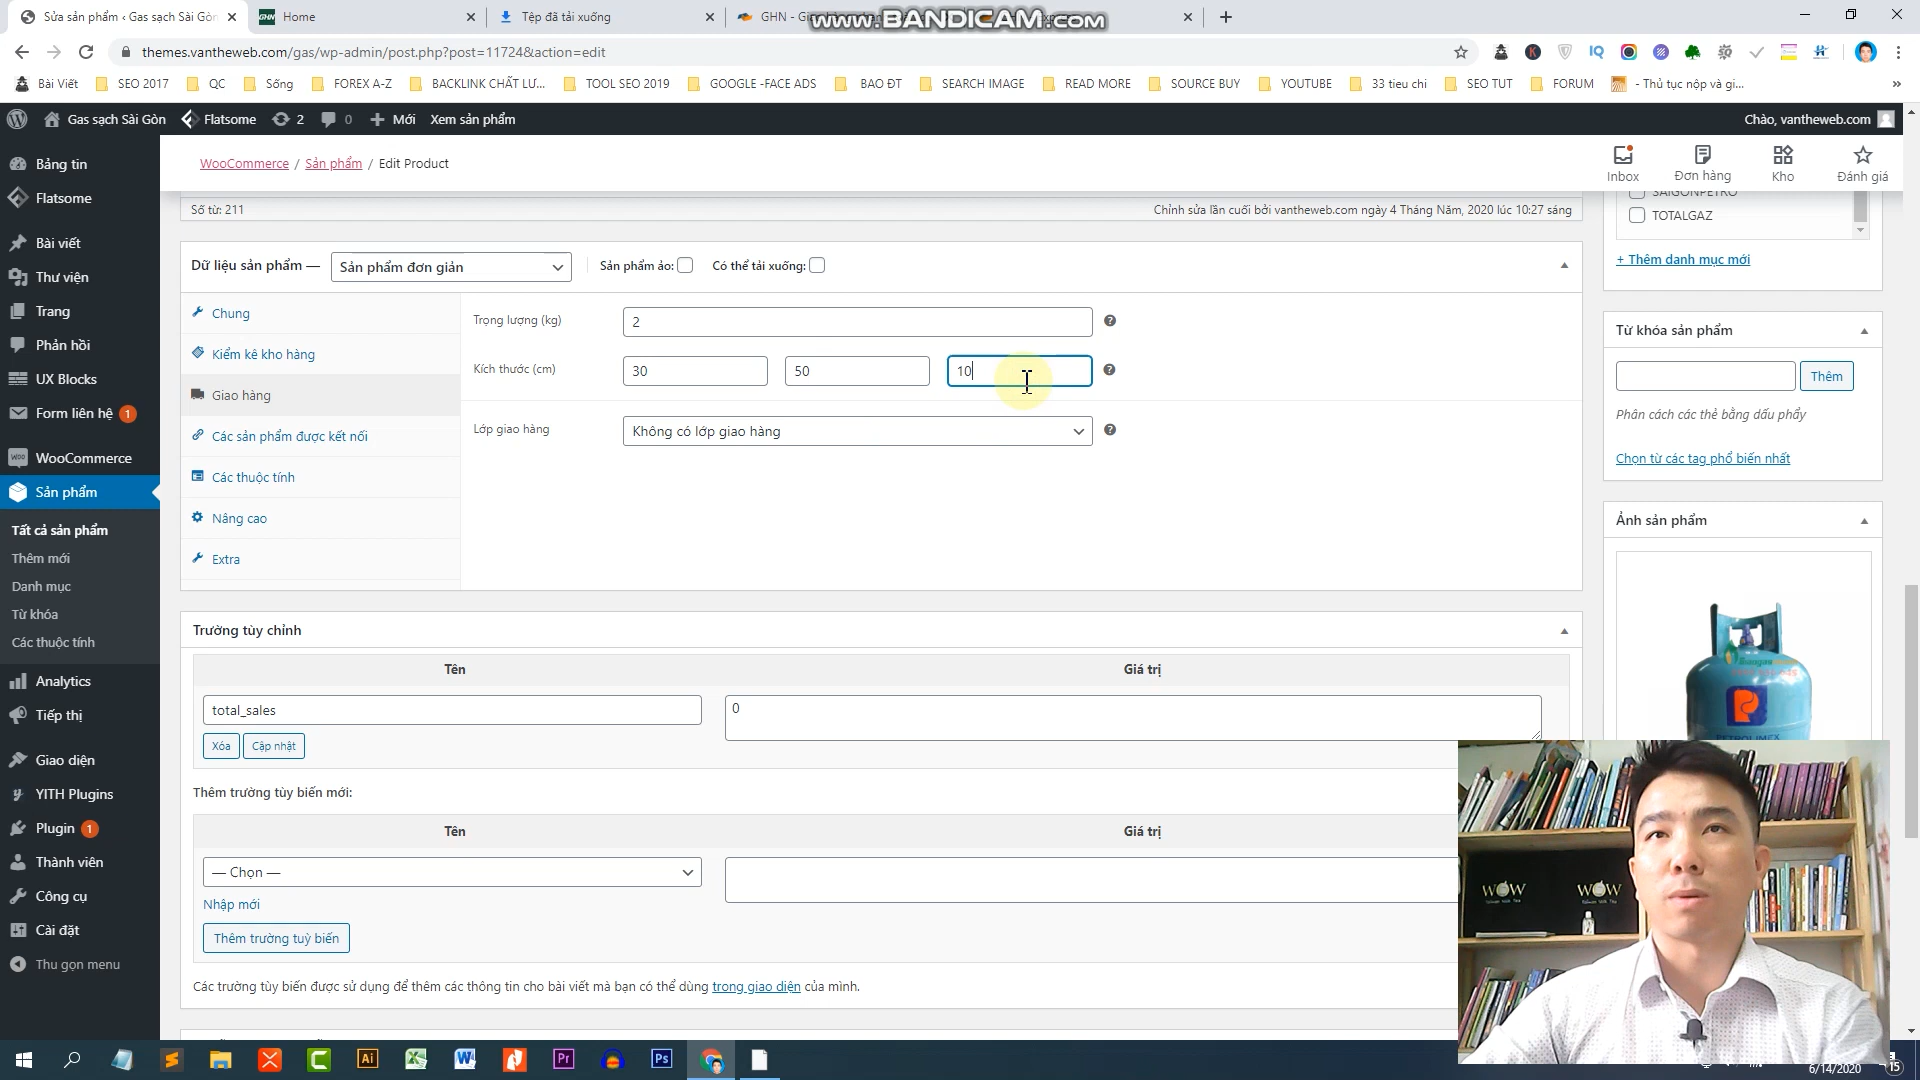 Sửa sản phẩm ‹ Gas sạch Sài Gòn
GHN
Home
Tệp đã tải xuống
www.BANDICAM.com
themes.vantheweb.com/gas/wp-admin/post.php?post=11724&action=edit
Bài Viết
SEO 2017
QC
Sống
FOREX A-Z
BACKLINK CHẤT LƯ...
TOOL SEO 2019
GOOGLE -FACE ADS
BAO ĐT
SEARCH IMAGE
READ MORE
SOURCE BUY
YOUTUBE
33 tieu chi
SEO TUT
FORUM
- Thủ tục nộp và gi...
Gas sạch Sài Gòn
Flatsome
2
0
Mới
Xem sản phẩm
Chào, vantheweb.com
WooCommerce / Sản phẩm / Edit Product
Inbox
Đơn hàng
Kho
Đánh giá
Bảng tin
Flatsome
Bài viết
Thư viện
Trang
Phản hồi
UX Blocks
Form liên hệ 1
WooCommerce
Sản phẩm
Tất cả sản phẩm
Thêm mới
Danh mục
Từ khóa
Các thuộc tính
Analytics
Tiếp thị
Giao diện
YITH Plugins
Plugin 1
Thành viên
Công cụ
Cài đặt
Thu gọn menu
Số từ: 211
Chỉnh sửa lần cuối bởi vantheweb.com ngày 4 Tháng Năm, 2020 lúc 10:27 sáng
Dữ liệu sản phẩm —
Sản phẩm đơn giản
Sản phẩm ảo:
Có thể tải xuống:
Chung
Kiểm kê kho hàng
Giao hàng
Các sản phẩm được kết nối
Các thuộc tính
Nâng cao
Extra
Trọng lượng (kg)
2
Kích thước (cm)
30
50
10
Lớp giao hàng
Không có lớp giao hàng
Trường tùy chỉnh
Tên
Giá trị
total_sales
0
Xóa
Cập nhật
Thêm trường tùy biến mới:
Tên
Giá trị
— Chọn —
Nhập mới
Thêm trường tuỳ biến
Các trường tùy biến được sử dụng để thêm các thông tin cho bài viết mà bạn có thể dùng trong giao diện của mình.
SAIGONPETRO
TOTALGAZ
+ Thêm danh mục mới
Từ khóa sản phẩm
Thêm
Phân cách các thẻ bằng dấu phẩy
Chọn từ các tag phổ biến nhất
Ảnh sản phẩm
PETROLIMEX
WOW
WOW
6/14/2020
15